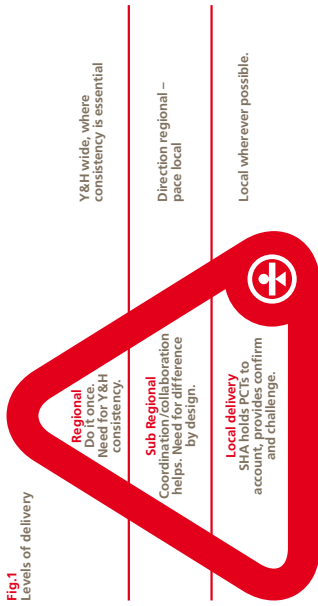 Fig.1
Levels of delivery
Regional
Do it once.
Need for Y&H
consistency.
Y&H wide, where
consistency is essential
Sub Regional
Coordination/collaboration
helps. Need for difference
by design.
Direction regional –
pace local
Local delivery
SHA holds PCTs to
account, provides confirm
and challenge.
Local wherever possible.